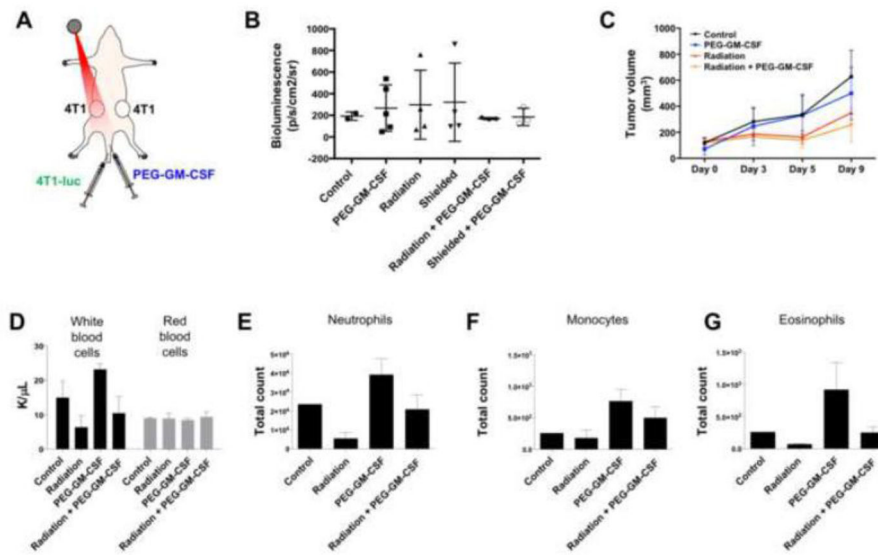 A
4T1
4T1
4T1-luc
PEG-GM-CSF
B
Bioluminescence
(p/s/cm2/sr)
1000
800
600
400
200
0
200
Control
PEG-GM-CSF
Radiation
Shielded
Radiation + PEG-GM-CSF
Shielded + PEG-GM-CSF
C
Tumor volume
(mm³)
1000
800
600
400
200
0
Control
PEG-GM-CSF
Radiation
Radiation + PEG-GM-CSF
Day 0
Day 3
Day 5
Day 9
D
White
blood
cells
Red
blood
cells
K/µL
30
20
10
0
Control
Radiation
PEG-GM-CSF
Radiation + PEG-GM-CSF
Control
Radiation
PEG-GM-CSF
Radiation + PEG-GM-CSF
E
Neutrophils
Total count
0
Control
Radiation
PEG-GM-CSF
Radiation + PEG-GM-CSF
F
Monocytes
Total count
0.0
Control
Radiation
PEG-GM-CSF
Radiation + PEG-GM-CSF
G
Eosinophils
Total count
0.0
Control
Radiation
PEG-GM-CSF
Radiation + PEG-GM-CSF